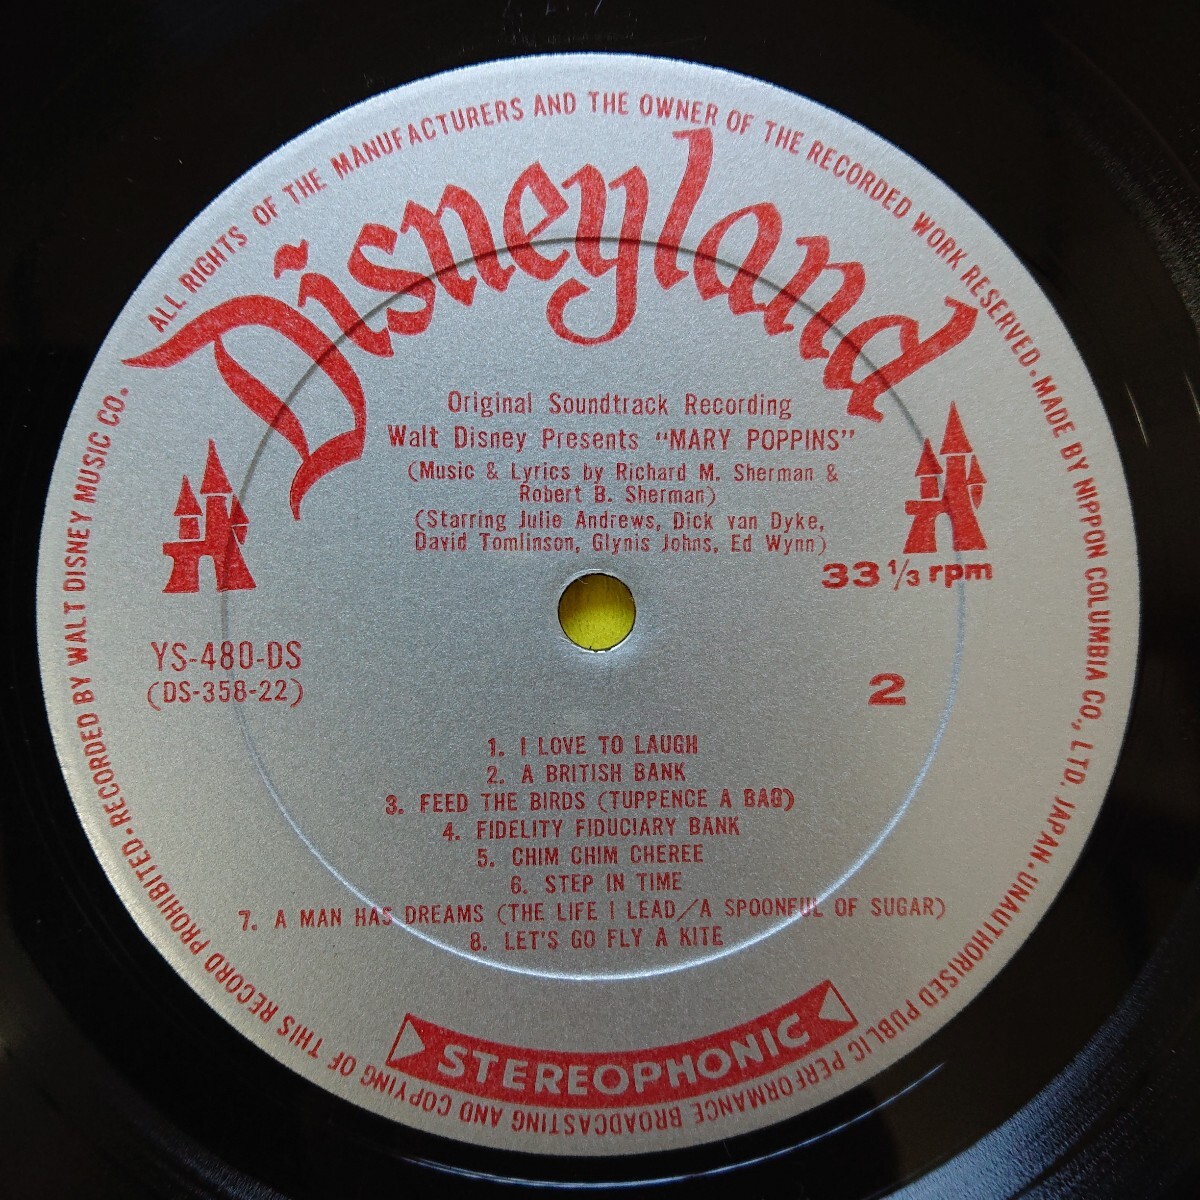 ALL RIGHTS OF THE MANUFACTURERS AND THE OWNER OF THE RECORDED WORK RESERVED · MADE BY NIPPON COLUMBIA CO., LTD. JAPAN · UNAUTHORISED PUBLIC PERFORMANCE BROADCASTING AND COPYING OF THIS RECORD PROHIBITED · RECORDED BY WALT DISNEY MUSIC CO.
Disneyland
Original Soundtrack Recording
Walt Disney Presents "MARY POPPINS"
(Music & Lyrics by Richard M. Sherman &
Robert B. Sherman)
(Starring Julie Andrews, Dick van Dyke,
David Tomlinson, Glynis Johns, Ed Wynn)
33 1/3 rpm
YS-480-DS
(DS-358-22)
2
1. I LOVE TO LAUGH
2. A BRITISH BANK
3. FEED THE BIRDS (TUPPENCE A BAG)
4. FIDELITY FIDUCIARY BANK
5. CHIM CHIM CHEREE
6. STEP IN TIME
7. A MAN HAS DREAMS (THE LIFE I LEAD/A SPOONFUL OF SUGAR)
8. LET'S GO FLY A KITE
STEREOPHONIC